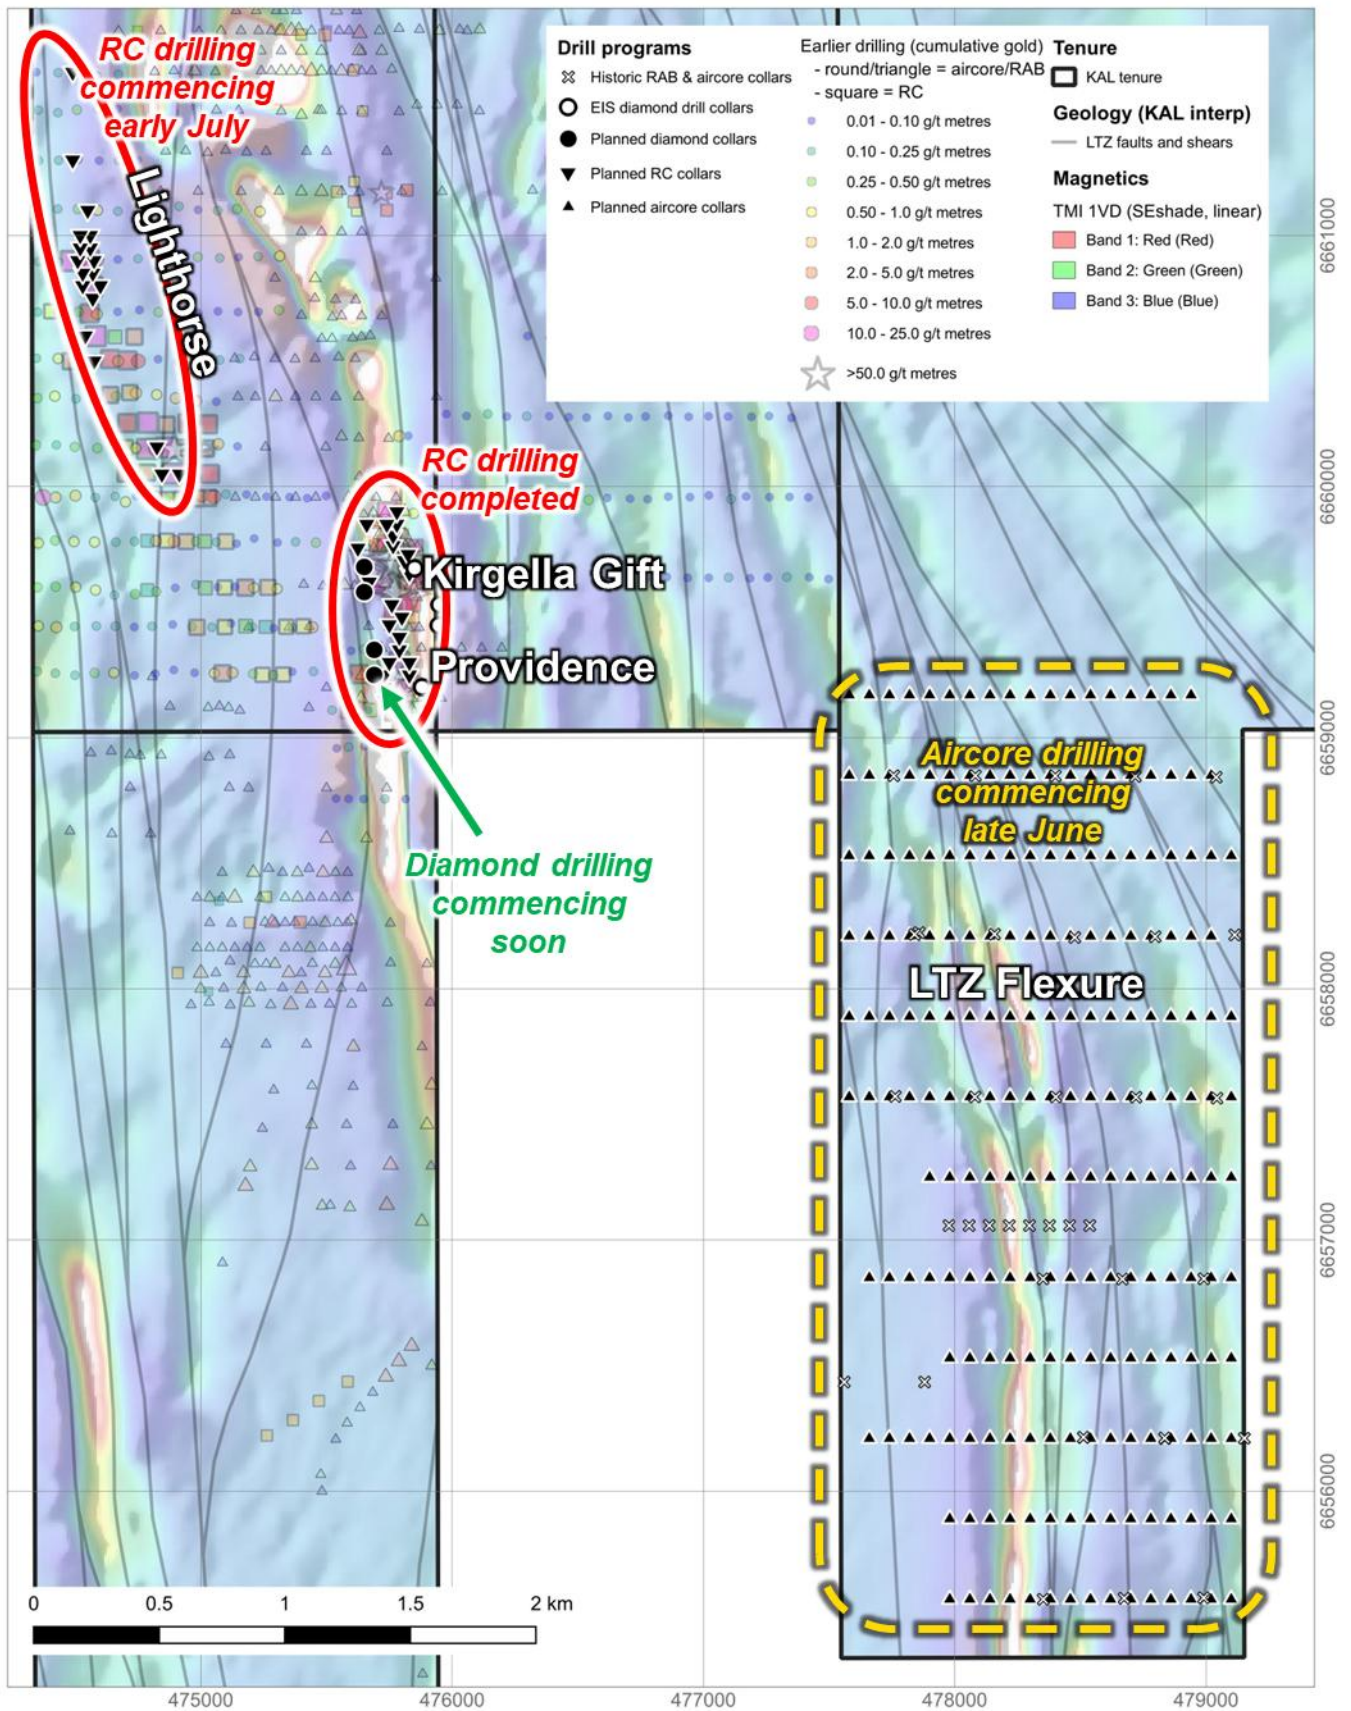 RC drilling
commencing
early July
Lighthorse
Drill programs
Historic RAB & aircore collars
EIS diamond drill collars
Planned diamond collars
Planned RC collars
Planned aircore collars
Earlier drilling (cumulative gold)
- round/triangle = aircore/RAB
- square = RC
0.01 - 0.10 g/t metres
0.10 - 0.25 g/t metres
0.25 - 0.50 g/t metres
0.50 - 1.0 g/t metres
1.0 - 2.0 g/t metres
2.0 - 5.0 g/t metres
5.0 - 10.0 g/t metres
10.0 - 25.0 g/t metres
>50.0 g/t metres
Tenure
KAL tenure
Geology (KAL interp)
LTZ faults and shears
Magnetics
TMI 1VD (SEshade, linear)
Band 1: Red (Red)
Band 2: Green (Green)
Band 3: Blue (Blue)
RC drilling
completed
Kirgella Gift
Providence
Diamond drilling
commencing
soon
Aircore drilling
commencing
late June
LTZ Flexure
6661000
6660000
6659000
6658000
6657000
6656000
0 0.5 1 1.5 2 km
475000 476000 477000 478000 479000